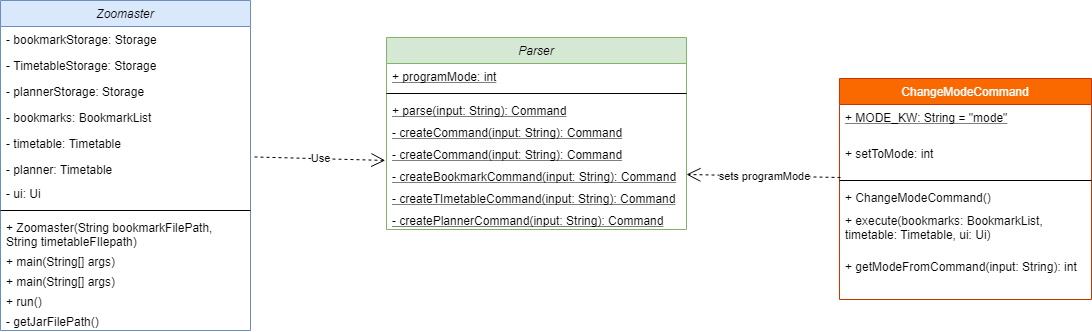 Zoomaster
- bookmarkStorage: Storage
- TimetableStorage: Storage
- plannerStorage: Storage
- bookmarks: BookmarkList
- timetable: Timetable
- planner: Timetable
- ui: Ui
+ Zoomaster(String bookmarkFilePath,
String timetableFIlepath)
+ main(String[] args)
+ main(String[] args)
+ run()
- getJarFilePath()
Use
Parser
+ programMode: int
+ parse(input: String): Command
- createCommand(input: String): Command
- createCommand(input: String): Command
- createBookmarkCommand(input: String): Command
- createTImetableCommand(input: String): Command
- createPlannerCommand(input: String): Command
sets programMode
ChangeModeCommand
+ MODE_KW: String = "mode"
+ setToMode: int
+ ChangeModeCommand()
+ execute(bookmarks: BookmarkList,
timetable: Timetable, ui: Ui)
+ getModeFromCommand(input: String): int